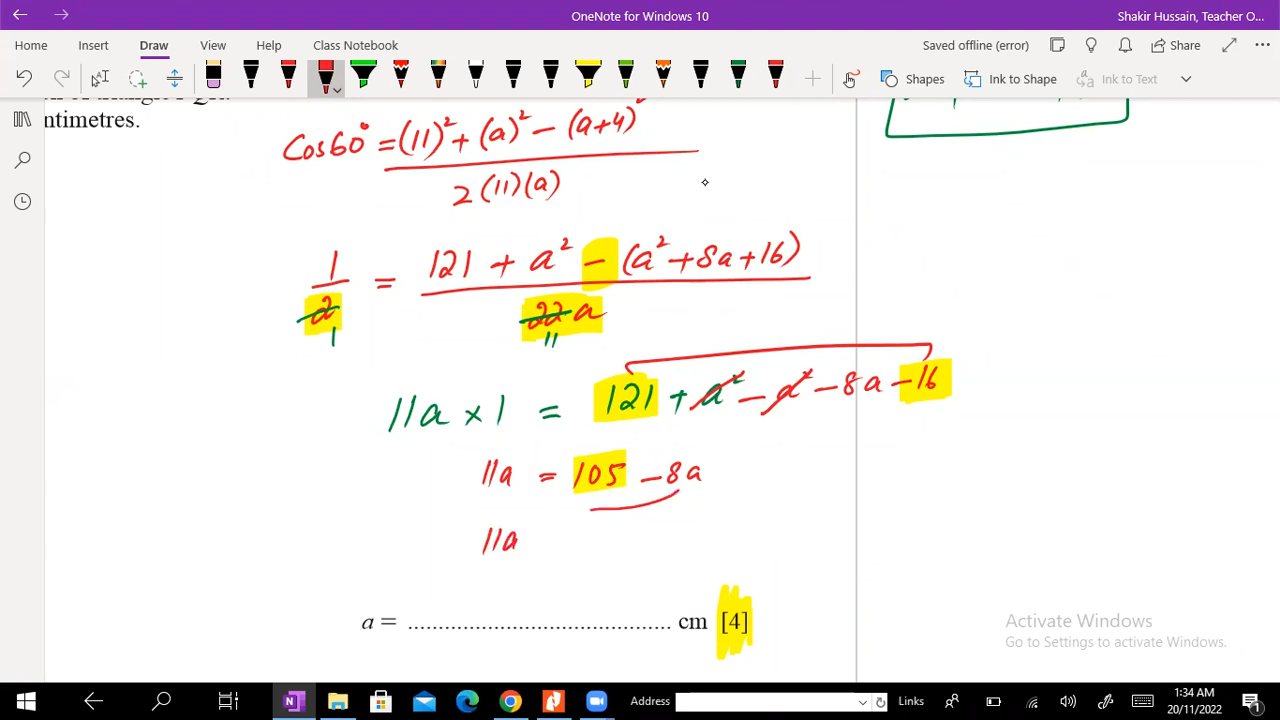 OneNote for Windows 10
Shakir Hussain, Teacher O...
Home Insert Draw View Help Class Notebook
Saved offline (error) Share
Shapes Ink to Shape Ink to Text
ntimetres.
Cos60° = (11)² + (a)² − (a+4)²
2 (11)(a)
1 = 121 + a² − (a² + 8a + 16)
2 22a
1 11
11a × 1 = 121 + a² − a² − 8a − 16
11a = 105 − 8a
11a
a = .......................................... cm [4]
Activate Windows
Go to Settings to activate Windows.
Address Links
1:34 AM
20/11/2022